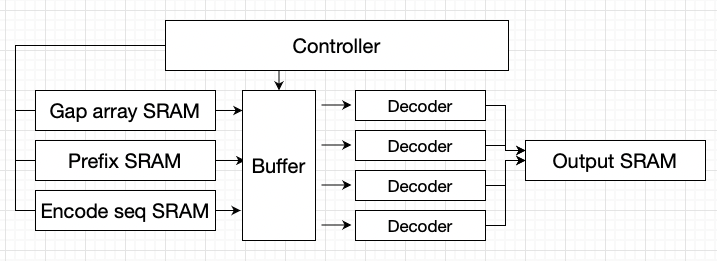 Controller
Gap array SRAM
Prefix SRAM
Encode seq SRAM
Buffer
Decoder
Decoder
Decoder
Decoder
Output SRAM